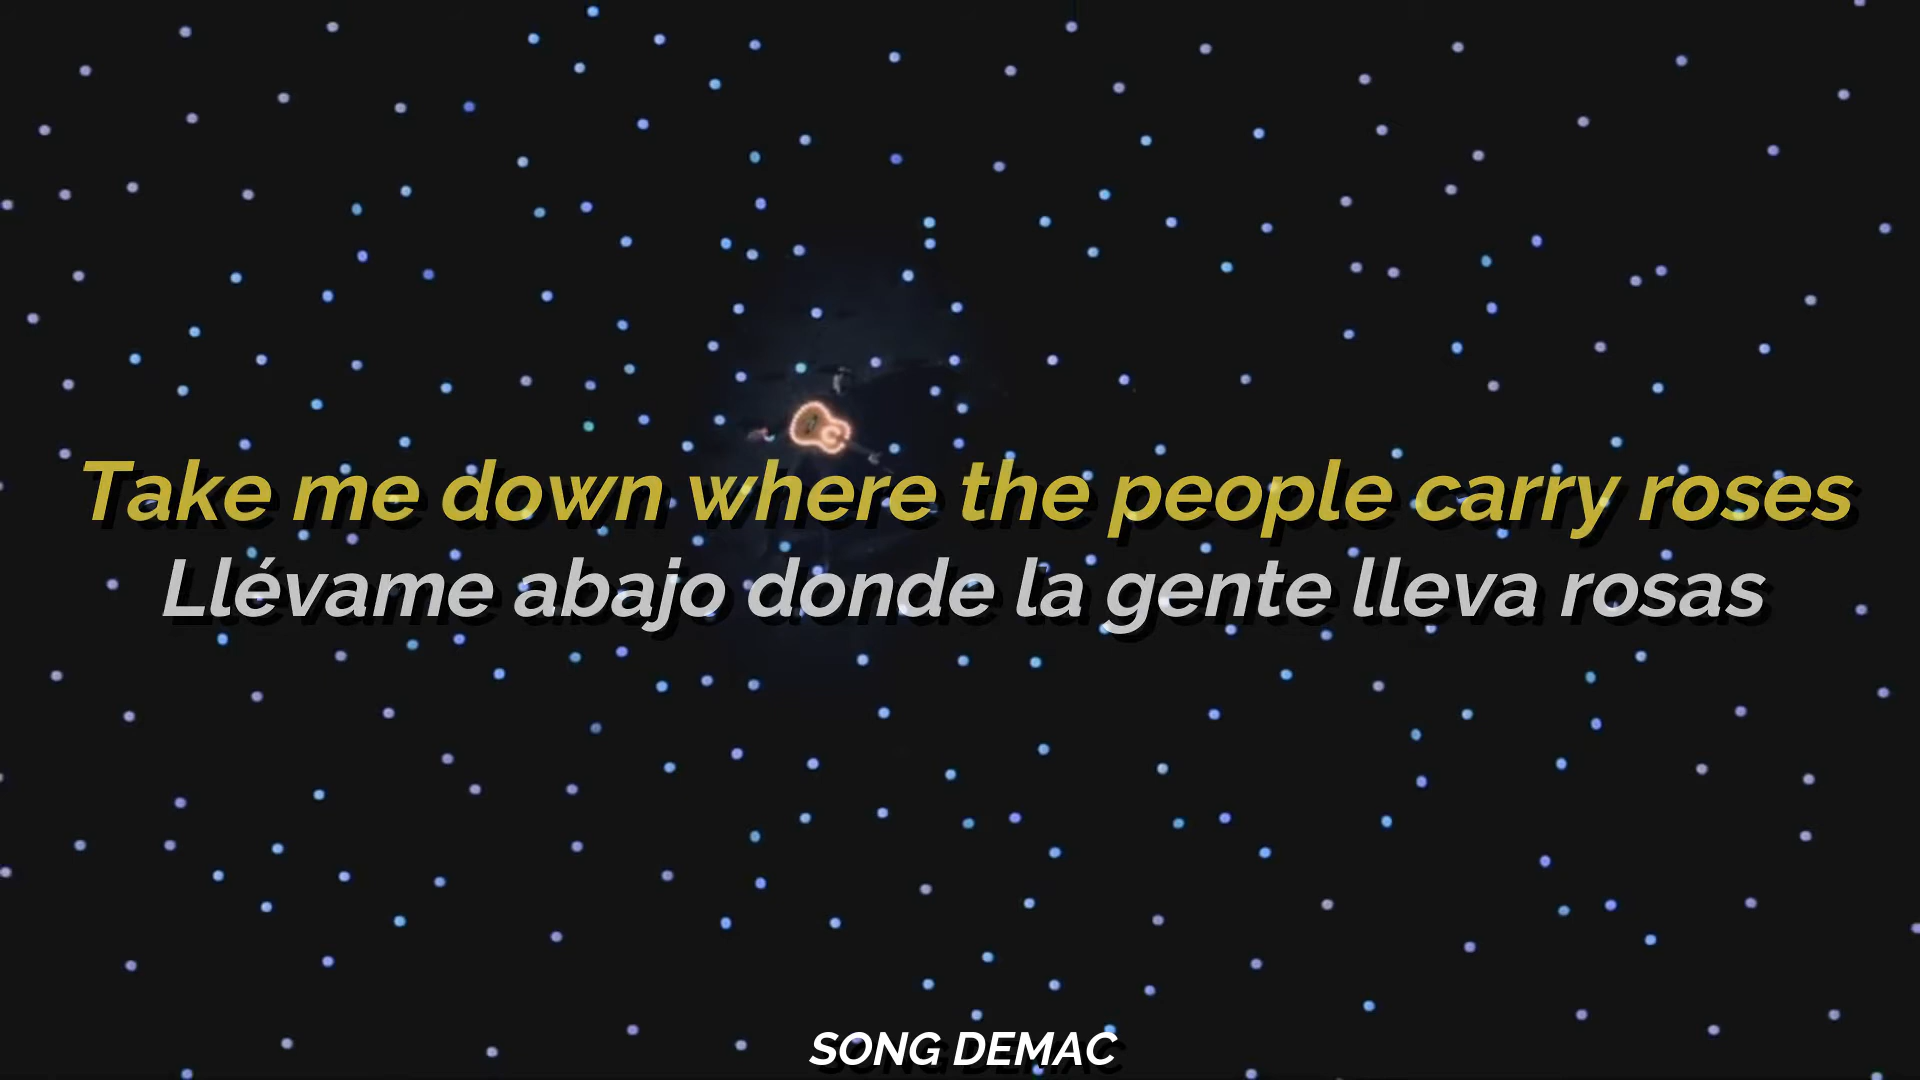 Take me down where the people carry roses
Llévame abajo donde la gente lleva rosas
SONG DEMAC